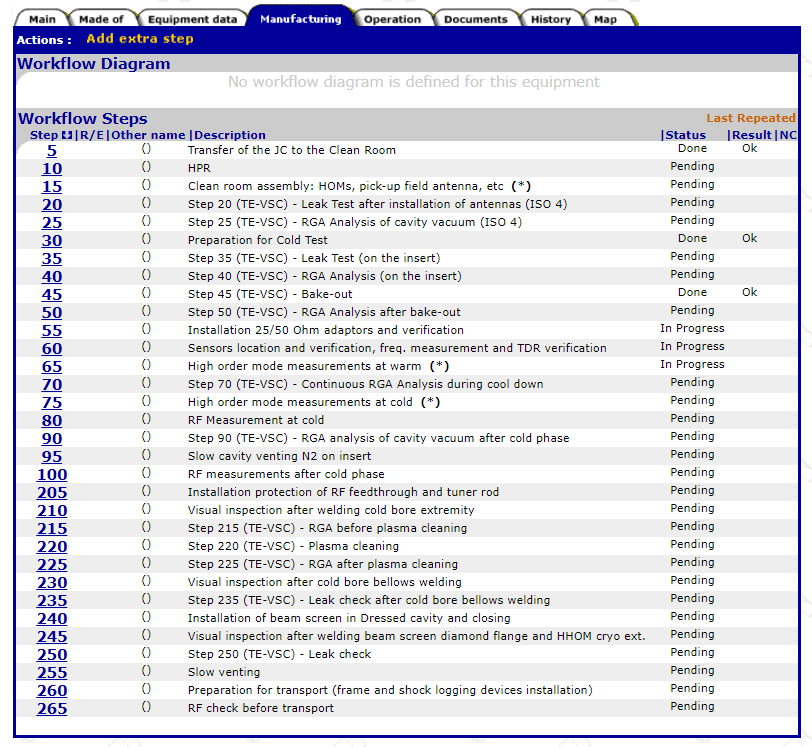 Main Made of Equipment data Manufacturing Operation Documents History Map
Actions : Add extra step
Workflow Diagram
No workflow diagram is defined for this equipment
Workflow Steps Last Repeated
Step |R/E|Other name |Description |Status |Result|NC
5 () Transfer of the JC to the Clean Room Done Ok
10 () HPR Pending
15 () Clean room assembly: HOMs, pick-up field antenna, etc (*) Pending
20 () Step 20 (TE-VSC) - Leak Test after installation of antennas (ISO 4) Pending
25 () Step 25 (TE-VSC) - RGA Analysis of cavity vacuum (ISO 4) Pending
30 () Preparation for Cold Test Done Ok
35 () Step 35 (TE-VSC) - Leak Test (on the insert) Pending
40 () Step 40 (TE-VSC) - RGA Analysis (on the insert) Pending
45 () Step 45 (TE-VSC) - Bake-out Done Ok
50 () Step 50 (TE-VSC) - RGA Analysis after bake-out Pending
55 () Installation 25/50 Ohm adaptors and verification In Progress
60 () Sensors location and verification, freq. measurement and TDR verification In Progress
65 () High order mode measurements at warm (*) In Progress
70 () Step 70 (TE-VSC) - Continuous RGA Analysis during cool down Pending
75 () High order mode measurements at cold (*) Pending
80 () RF Measurement at cold Pending
90 () Step 90 (TE-VSC) - RGA analysis of cavity vacuum after cold phase Pending
95 () Slow cavity venting N2 on insert Pending
100 () RF measurements after cold phase Pending
205 () Installation protection of RF feedthrough and tuner rod Pending
210 () Visual inspection after welding cold bore extremity Pending
215 () Step 215 (TE-VSC) - RGA before plasma cleaning Pending
220 () Step 220 (TE-VSC) - Plasma cleaning Pending
225 () Step 225 (TE-VSC) - RGA after plasma cleaning Pending
230 () Visual inspection after cold bore bellows welding Pending
235 () Step 235 (TE-VSC) - Leak check after cold bore bellows welding Pending
240 () Installation of beam screen in Dressed cavity and closing Pending
245 () Visual inspection after welding beam screen diamond flange and HHOM cryo ext. Pending
250 () Step 250 (TE-VSC) - Leak check Pending
255 () Slow venting Pending
260 () Preparation for transport (frame and shock logging devices installation) Pending
265 () RF check before transport Pending